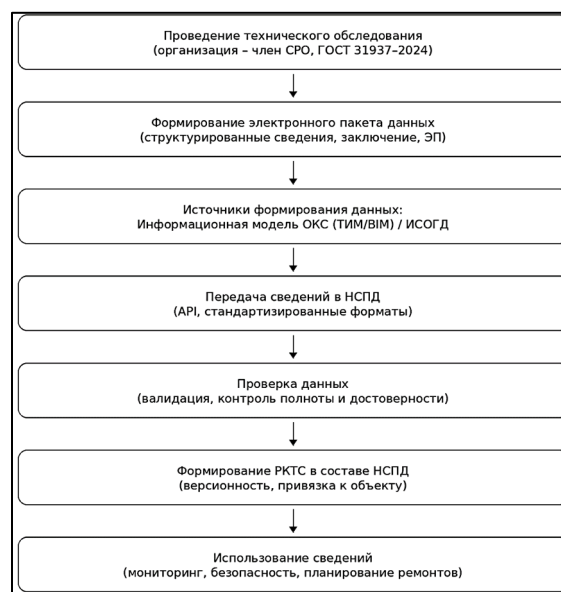 Проведение технического обследования
(организация – член СРО, ГОСТ 31937–2024)
Формирование электронного пакета данных
(структурированные сведения, заключение, ЭП)
Источники формирования данных:
Информационная модель ОКС (ТИМ/BIM) / ИСОГД
Передача сведений в НСПД
(API, стандартизированные форматы)
Проверка данных
(валидация, контроль полноты и достоверности)
Формирование РКТС в составе НСПД
(версионность, привязка к объекту)
Использование сведений
(мониторинг, безопасность, планирование ремонтов)